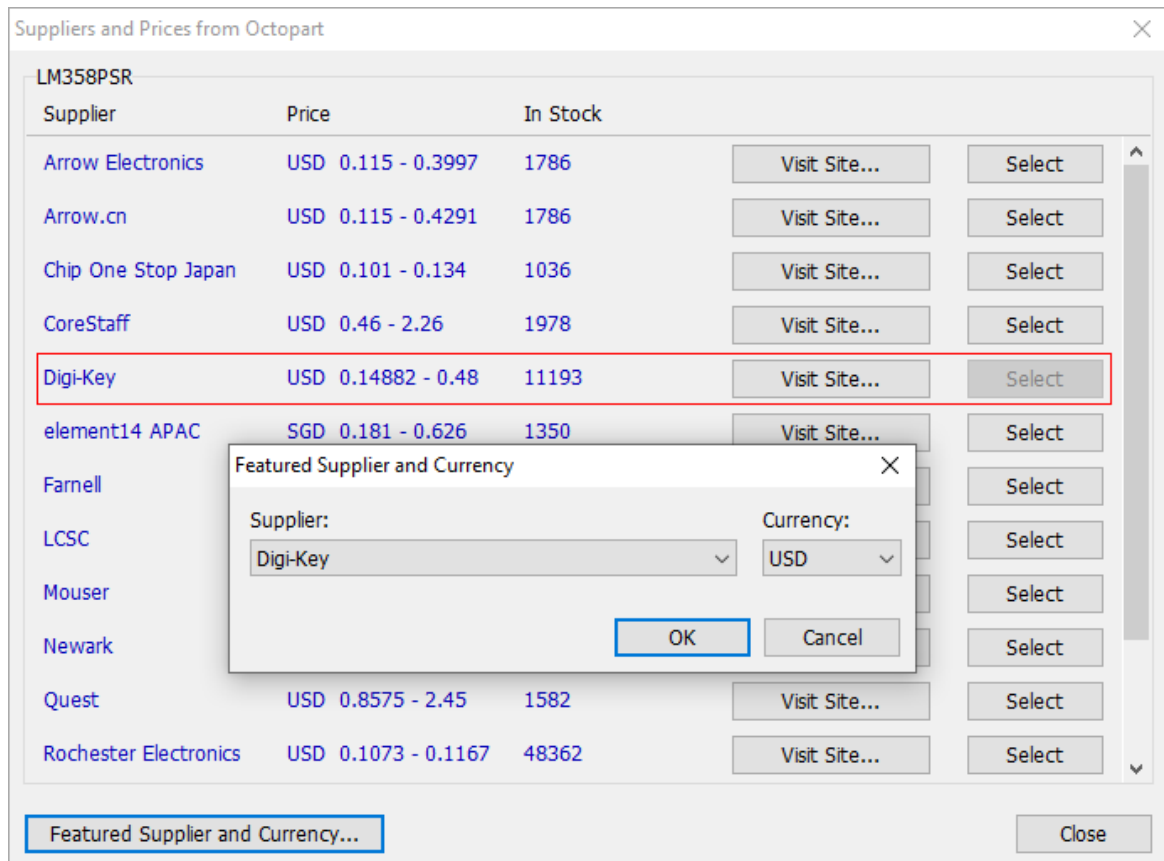 Suppliers and Prices from Octopart
LM358PSR
Supplier Price In Stock
Arrow Electronics USD 0.115 - 0.3997 1786 Visit Site... Select
Arrow.cn USD 0.115 - 0.4291 1786 Visit Site... Select
Chip One Stop Japan USD 0.101 - 0.134 1036 Visit Site... Select
CoreStaff USD 0.46 - 2.26 1978 Visit Site... Select
Digi-Key USD 0.14882 - 0.48 11193 Visit Site... Select
element14 APAC SGD 0.181 - 0.626 1350 Visit Site... Select
Farnell Select
LCSC Select
Mouser Select
Newark Select
Featured Supplier and Currency
Supplier: Currency:
Digi-Key USD
OK Cancel
Quest USD 0.8575 - 2.45 1582 Visit Site... Select
Rochester Electronics USD 0.1073 - 0.1167 48362 Visit Site... Select
Featured Supplier and Currency... Close